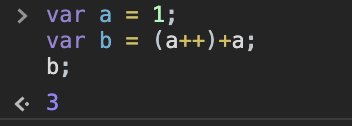 > var a = 1;
var b = (a++)+a;
b;
<· 3